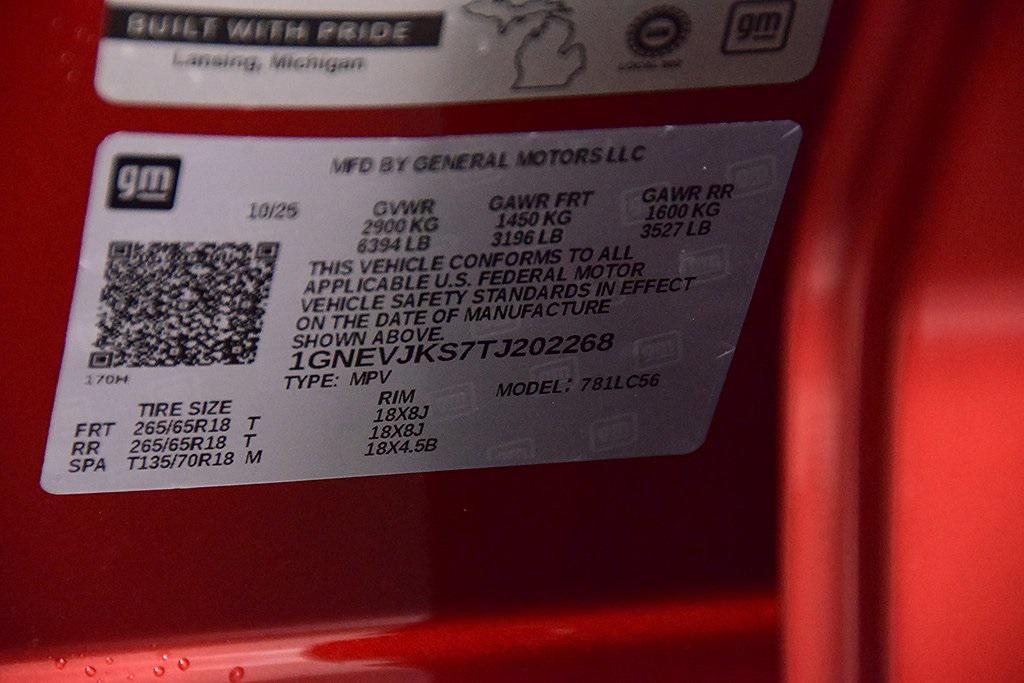 BUILT WITH PRIDE
Lansing, Michigan
gm
gm
MFD BY GENERAL MOTORS LLC
10/25 GVWR GAWR FRT GAWR RR
2900 KG 1450 KG 1600 KG
6394 LB 3196 LB 3527 LB
THIS VEHICLE CONFORMS TO ALL
APPLICABLE U.S. FEDERAL MOTOR
VEHICLE SAFETY STANDARDS IN EFFECT
ON THE DATE OF MANUFACTURE
SHOWN ABOVE.
1GNEVJKS7TJ202268
170H
TYPE: MPV MODEL: 781LC56
TIRE SIZE RIM
FRT 265/65R18 T 18X8J
RR 265/65R18 T 18X8J
SPA T135/70R18 M 18X4.5B